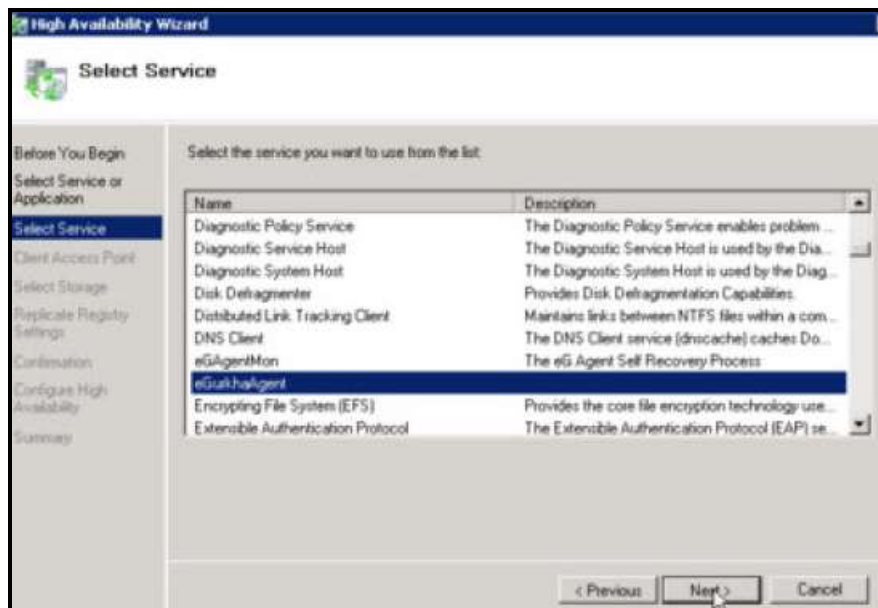 High Availability Wizard
Select Service
Before You Begin
Select Service or
Application
Select Service
Client Access Point
Select Storage
Replicate Registry
Settings
Confirmation
Configure High
Availability
Summary
Select the service you want to use from the list:
Name Description
Diagnostic Policy Service The Diagnostic Policy Service enables problem ...
Diagnostic Service Host The Diagnostic Service Host is used by the Dia...
Diagnostic System Host The Diagnostic System Host is used by the Diag...
Disk Defragmenter Provides Disk Defragmentation Capabilities.
Distributed Link Tracking Client Maintains links between NTFS files within a com...
DNS Client The DNS Client service (dnscache) caches Do...
eGAgentMon The eG Agent Self Recovery Process
eGurkhaAgent
Encrypting File System (EFS) Provides the core file encryption technology use...
Extensible Authentication Protocol The Extensible Authentication Protocol (EAP) se...
< Previous Next > Cancel